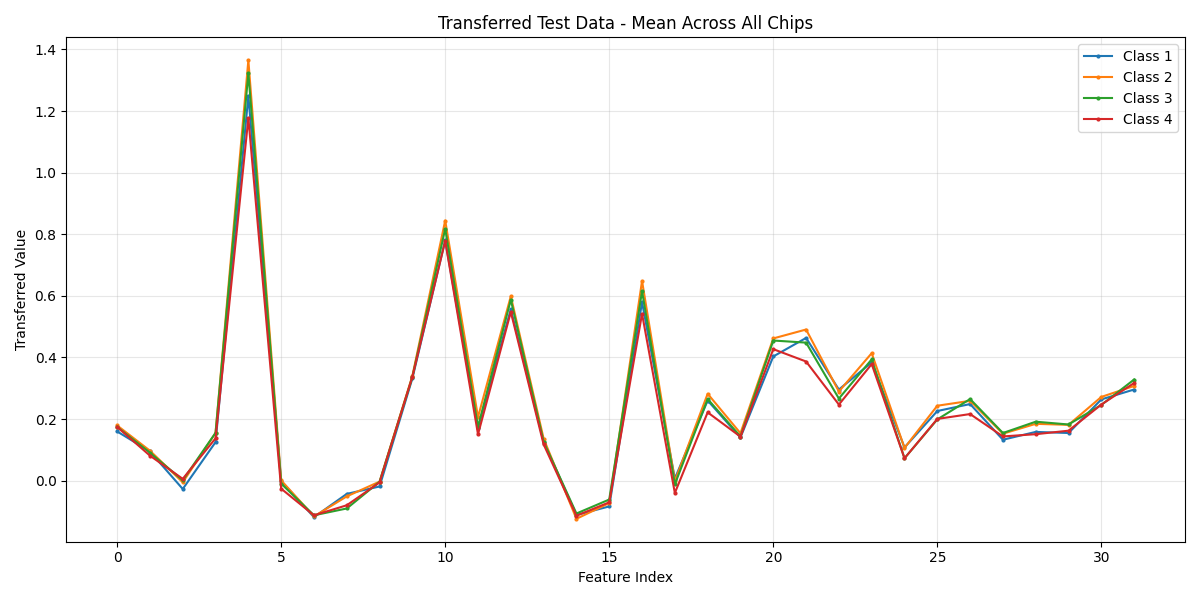 Transferred Test Data - Mean Across All Chips
1.4
1.2
1.0
0.8
0.6
0.4
0.2
0.0
Transferred Value
Class 1
Class 2
Class 3
Class 4
0 5 10 15 20 25 30
Feature Index